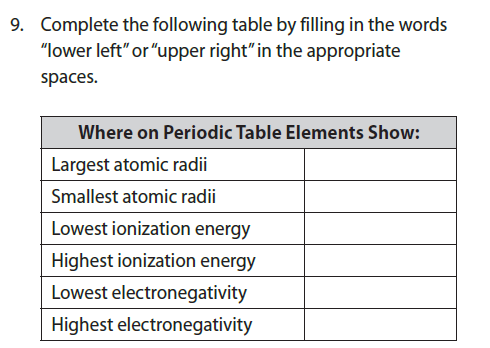 9. Complete the following table by filling in the words
“lower left” or “upper right” in the appropriate
spaces.
Where on Periodic Table Elements Show:
Largest atomic radii
Smallest atomic radii
Lowest ionization energy
Highest ionization energy
Lowest electronegativity
Highest electronegativity